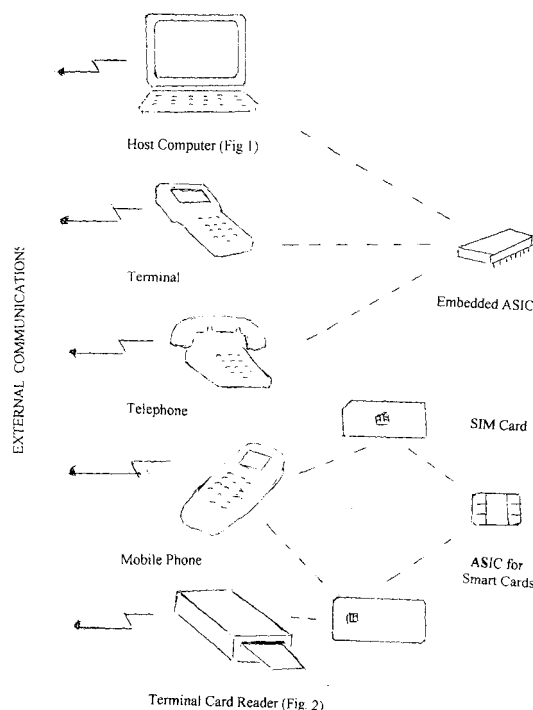 Host Computer (Fig 1)
Terminal
Embedded ASIC
EXTERNAL COMMUNICATIONS
Telephone
SIM Card
Mobile Phone
ASIC for
Smart Cards
Terminal Card Reader (Fig. 2)